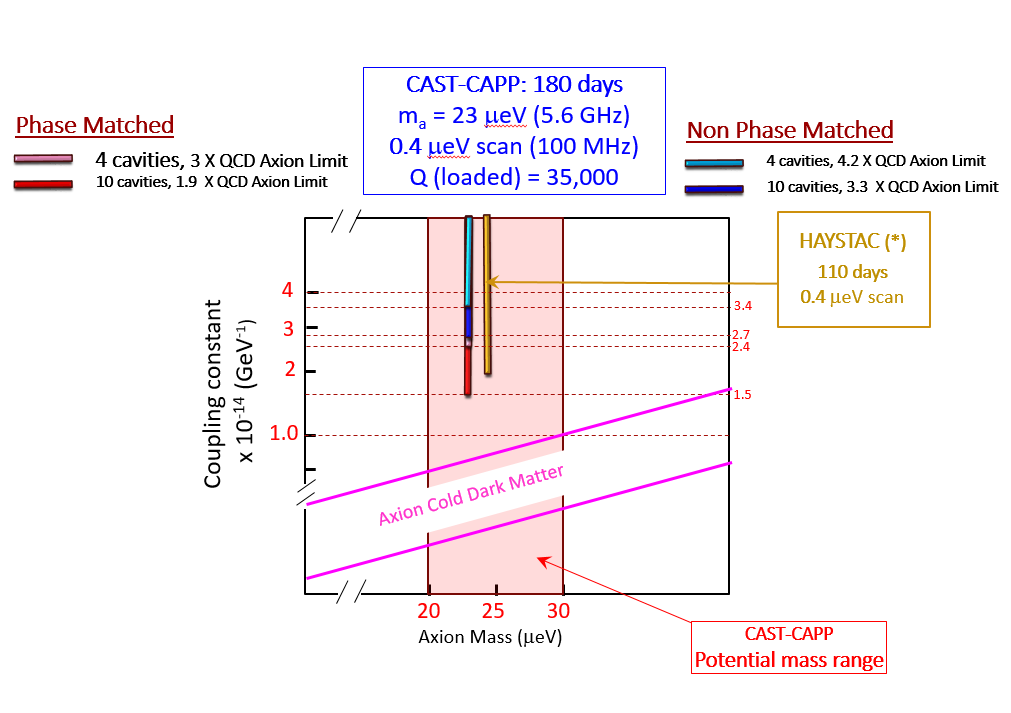 CAST-CAPP: 180 days
mₐ = 23 µeV (5.6 GHz)
0.4 µeV scan (100 MHz)
Q (loaded) = 35,000
Phase Matched
4 cavities, 3 X QCD Axion Limit
10 cavities, 1.9 X QCD Axion Limit
Non Phase Matched
4 cavities, 4.2 X QCD Axion Limit
10 cavities, 3.3 X QCD Axion Limit
HAYSTAC (*)
110 days
0.4 µeV scan
Coupling constant
x 10⁻¹⁴ (GeV⁻¹)
4
3
2
1.0
3.4
2.7
2.4
1.5
Axion Cold Dark Matter
20 25 30
Axion Mass (µeV)
CAST-CAPP
Potential mass range